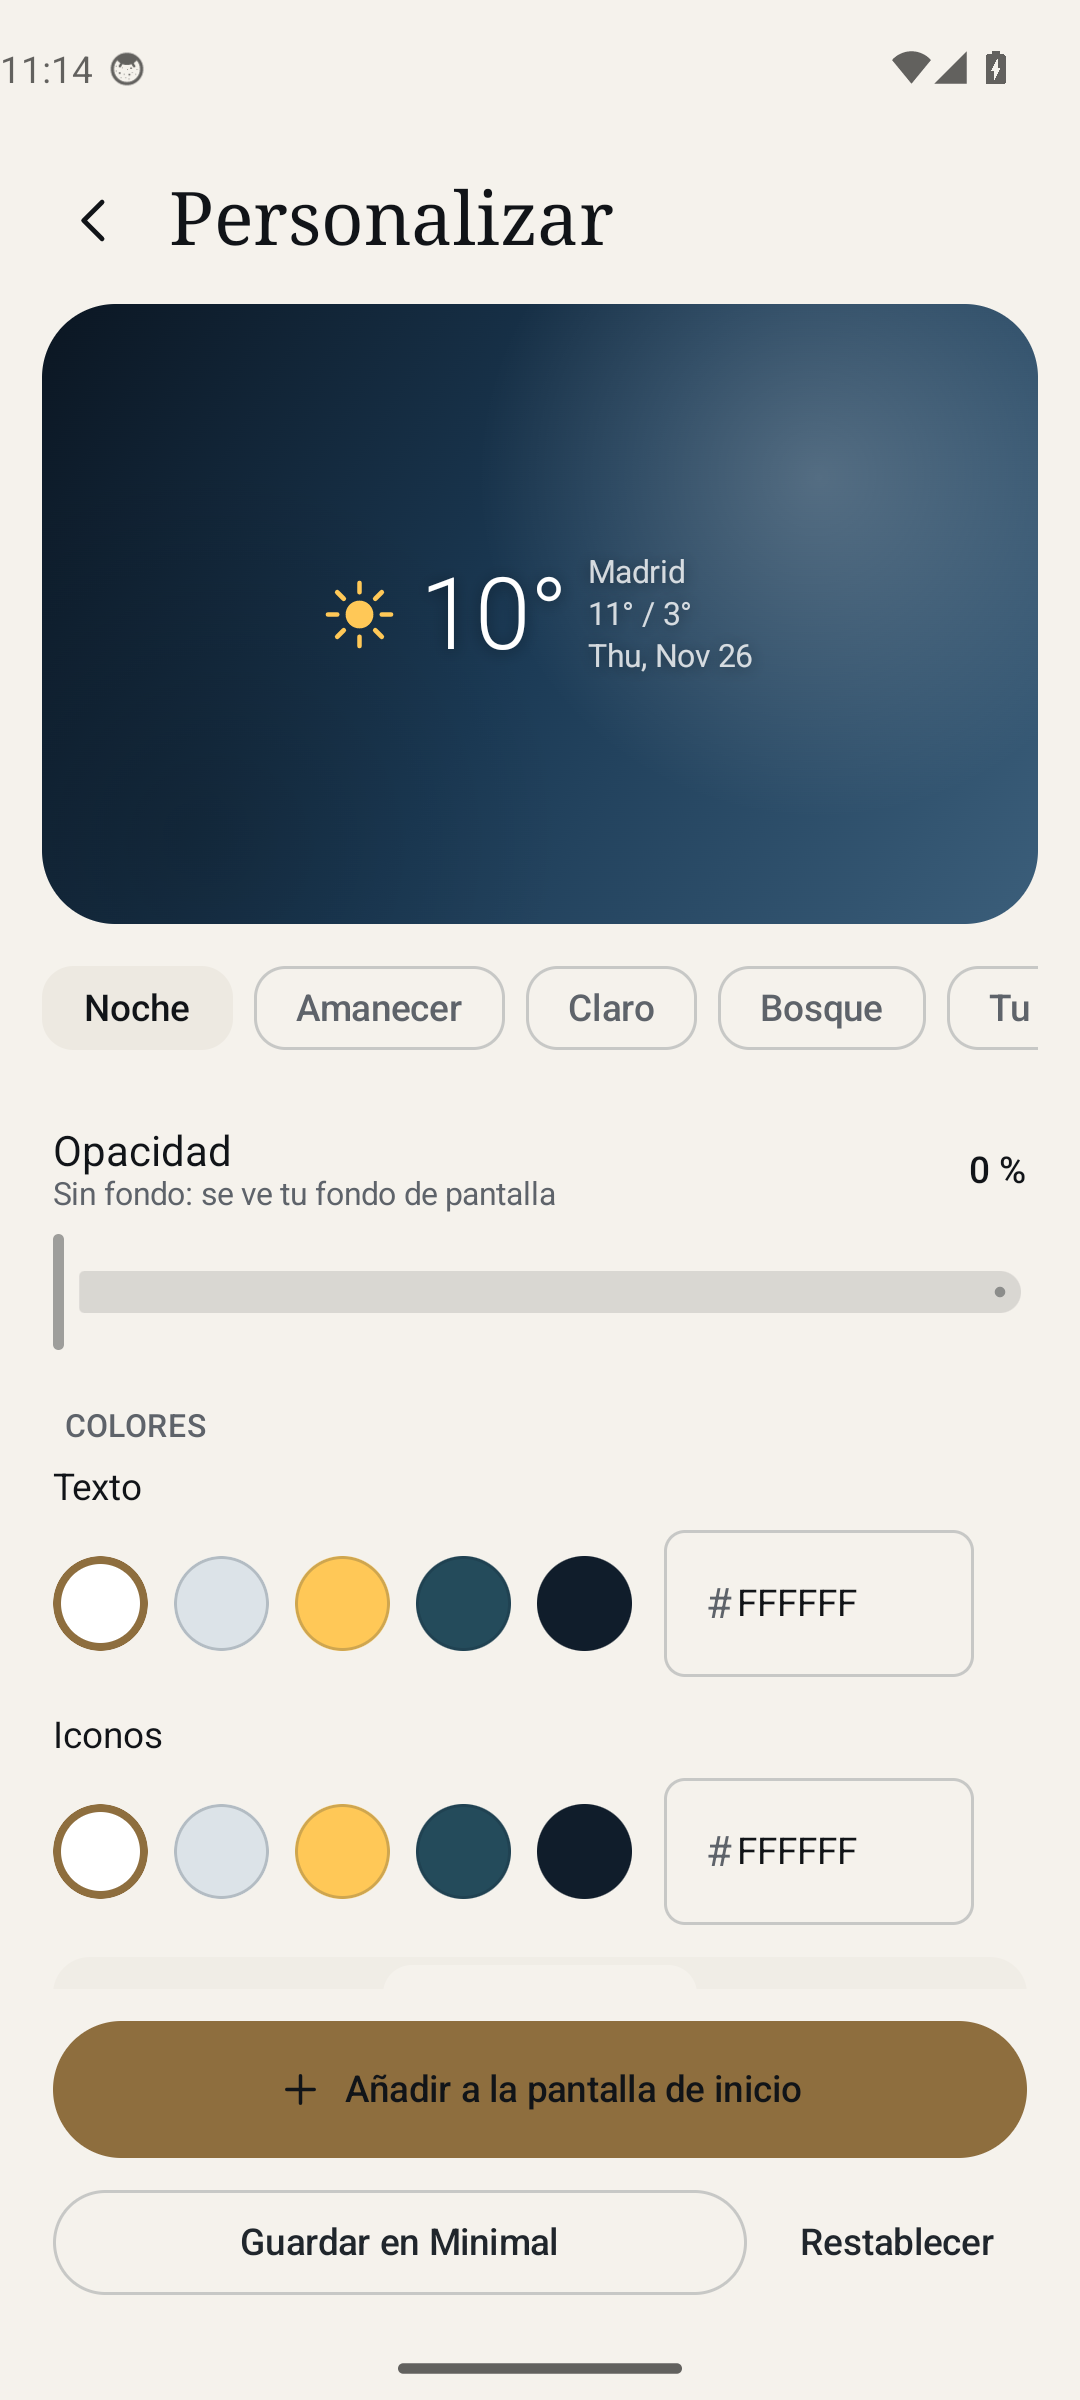 11:14
Personalizar
10°
Madrid
11° / 3°
Thu, Nov 26
Noche
Amanecer
Claro
Bosque
Tu
Opacidad
0 %
Sin fondo: se ve tu fondo de pantalla
COLORES
Texto
#FFFFFF
Iconos
#FFFFFF
Añadir a la pantalla de inicio
Guardar en Minimal
Restablecer